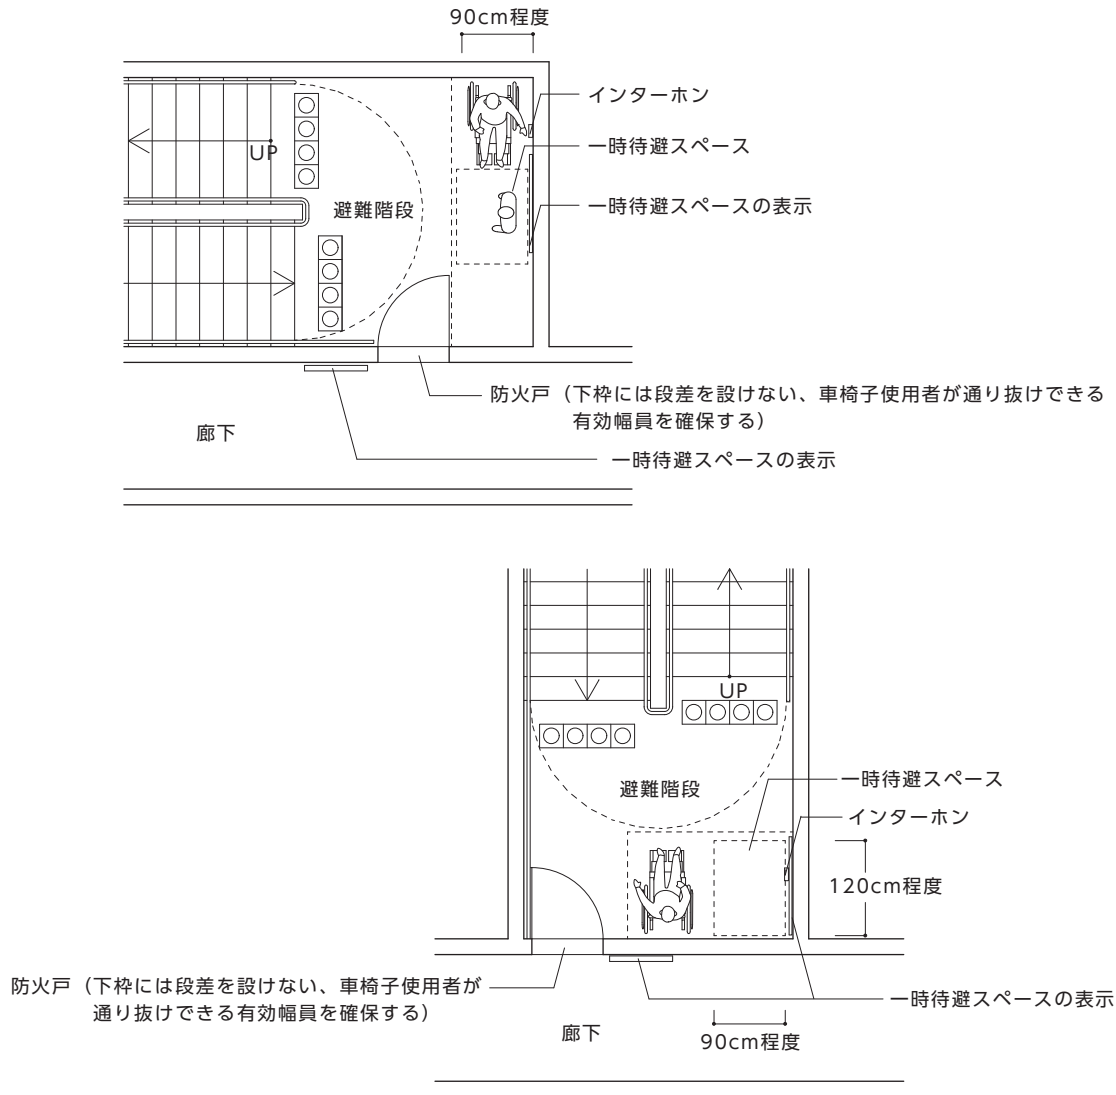 90cm程度
インターホン
一時待避スペース
UP
一時待避スペースの表示
避難階段
防火戸（下枠には段差を設けない、車椅子使用者が通り抜けできる
有効幅員を確保する）
廊下
一時待避スペースの表示
UP
一時待避スペース
避難階段
インターホン
120cm程度
防火戸（下枠には段差を設けない、車椅子使用者が
通り抜けできる有効幅員を確保する）
一時待避スペースの表示
廊下
90cm程度